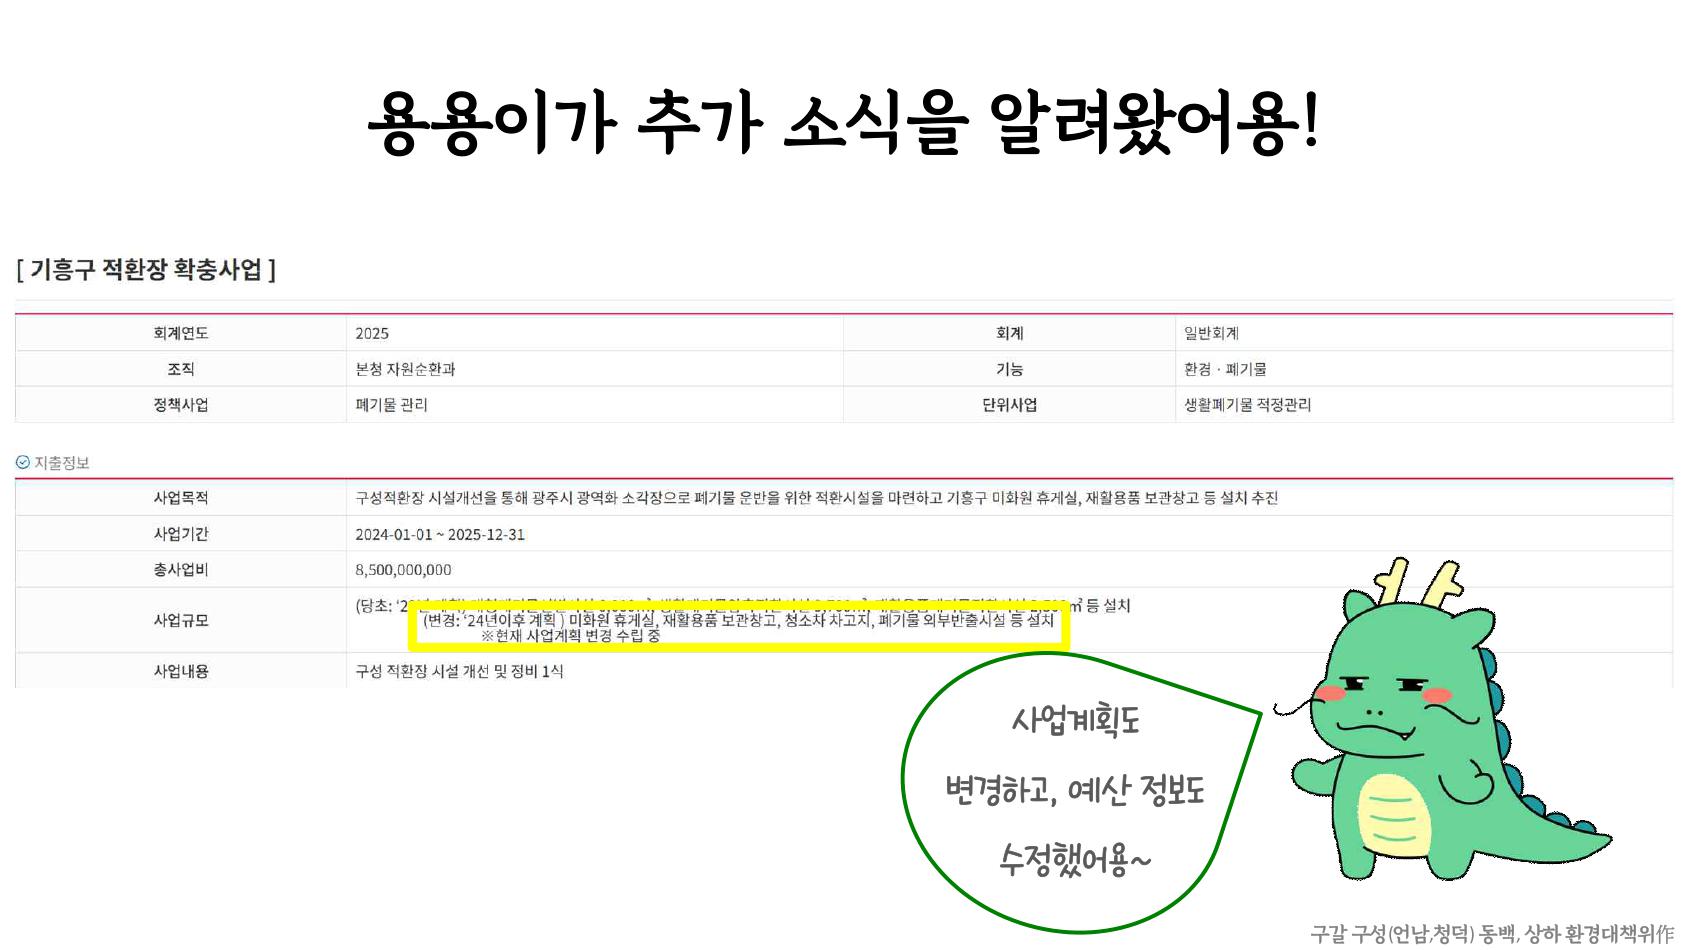 용용이가 추가 소식을 알려왔어용!
[ 기흥구 적환장 확충사업 ]
회계연도 2025 회계 일반회계
조직 본청 자원순환과 기능 환경 · 폐기물
정책사업 폐기물 관리 단위사업 생활폐기물 적정관리
지출정보
사업목적 구성적환장 시설개선을 통해 광주시 광역화 소각장으로 폐기물 운반을 위한 적환시설을 마련하고 기흥구 미화원 휴게실, 재활용품 보관창고 등 설치 추진
사업기간 2024-01-01 ~ 2025-12-31
총사업비 8,500,000,000
(당초: ㎡ 등 설치
사업규모 (변경: ‘24년이후 계획 ) 미화원 휴게실, 재활용품 보관창고, 청소차 차고지, 폐기물 외부반출시설 등 설치
※현재 사업계획 변경 수립 중
사업내용 구성 적환장 시설 개선 및 정비 1식
사업계획도
변경하고, 예산 정보도
수정했어용~
구갈 구성(언남,청덕) 동백, 상하 환경대책위作